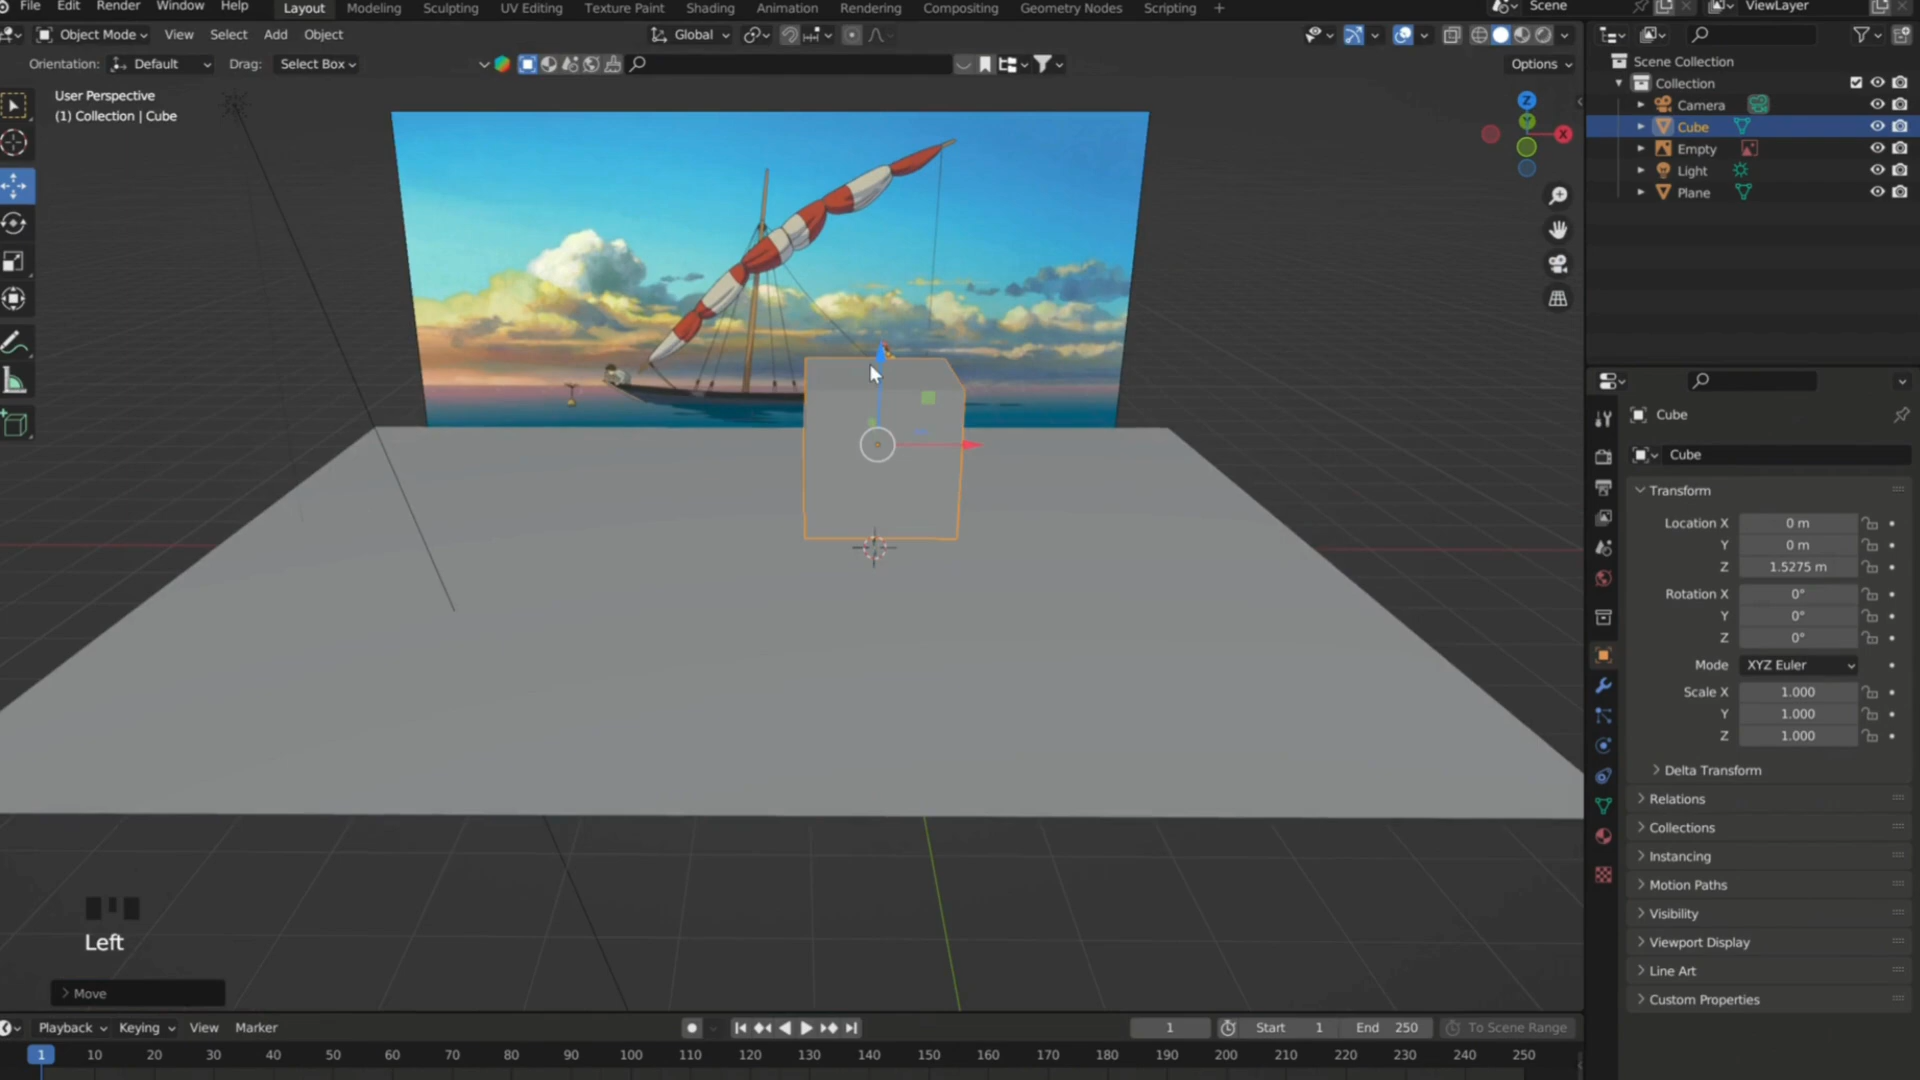 File Edit Render Window Help Layout Modeling Sculpting UV Editing Texture Paint Shading Animation Rendering Compositing Geometry Nodes Scripting + Scene ViewLayer
Object Mode View Select Add Object Global
Orientation: Default Drag: Select Box Options
User Perspective
(1) Collection | Cube
Z
X
Scene Collection
Collection
Camera
Cube
Empty
Light
Plane
Cube
Cube
Transform
Location X 0 m
Y 0 m
Z 1.5275 m
Rotation X 0°
Y 0°
Z 0°
Mode XYZ Euler
Scale X 1.000
Y 1.000
Z 1.000
Delta Transform
Relations
Collections
Instancing
Motion Paths
Visibility
Viewport Display
Line Art
Custom Properties
Left
Move
Playback Keying View Marker 1 Start 1 End 250 To Scene Range
1 10 20 30 40 50 60 70 80 90 100 110 120 130 140 150 160 170 180 190 200 210 220 230 240 250